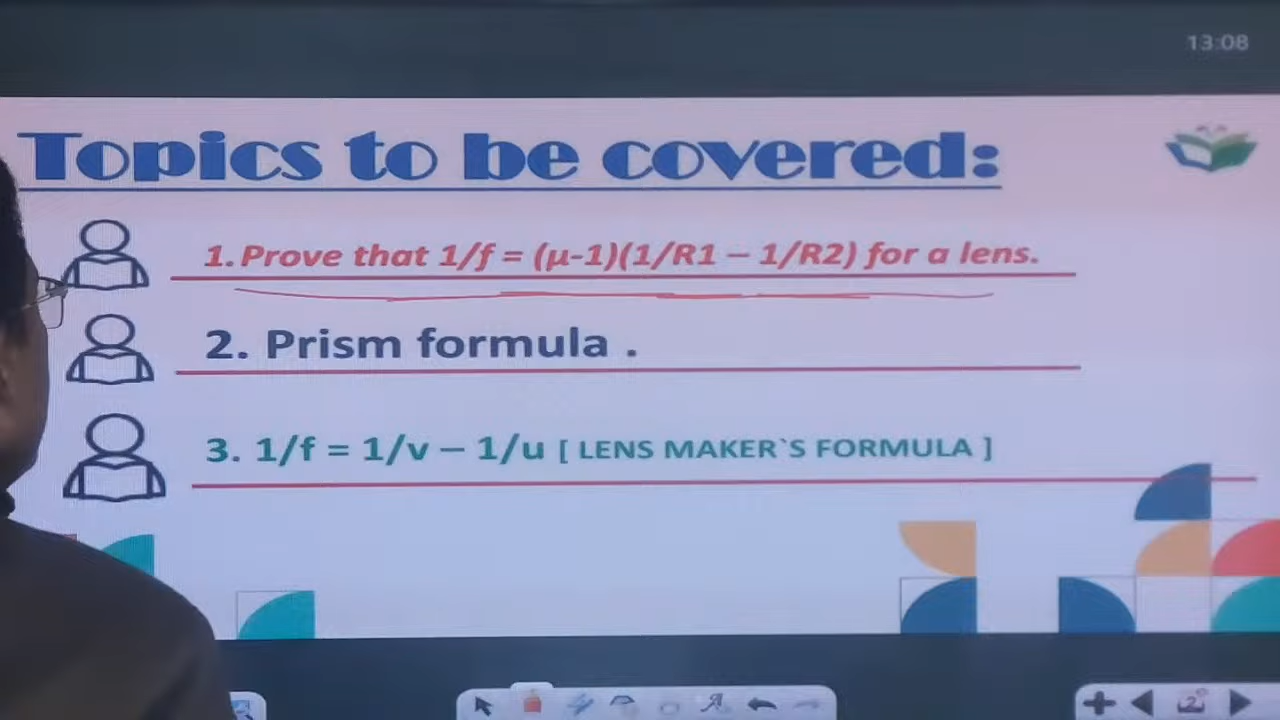 13:08
Topics to be covered:
1. Prove that 1/f = (μ-1)(1/R1 – 1/R2) for a lens.
2. Prism formula .
3. 1/f = 1/v – 1/u [ LENS MAKER`S FORMULA ]
2